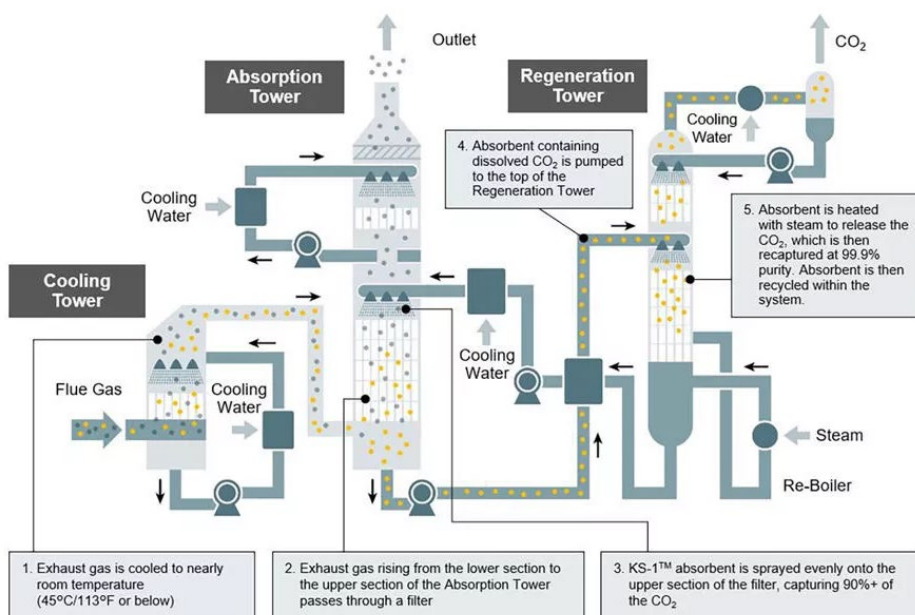 Outlet
CO₂
Absorption
Tower
Regeneration
Tower
Cooling
Water
4. Absorbent containing
dissolved CO₂ is pumped
to the top of the
Regeneration Tower
Cooling
Water
5. Absorbent is heated
with steam to release the
CO₂, which is then
recaptured at 99.9%
purity. Absorbent is then
recycled within the
system.
Cooling
Tower
Cooling
Water
Flue Gas
Cooling
Water
Steam
Re-Boiler
1. Exhaust gas is cooled to nearly
room temperature
(45ºC/113ºF or below)
2. Exhaust gas rising from the lower section to
the upper section of the Absorption Tower
passes through a filter
3. KS-1™ absorbent is sprayed evenly onto the
upper section of the filter, capturing 90%+ of
the CO₂